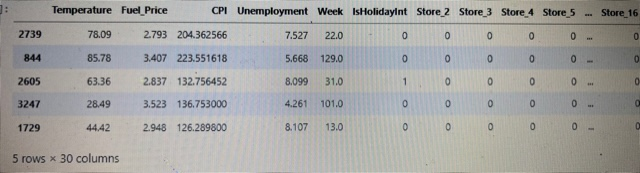 Temperature Fuel_Price CPI Unemployment Week IsHolidayInt Store_2 Store_3 Store_4 Store_5 ... Store_16
2739 78.09 2.793 204.362566 7.527 22.0 0 0 0 0 0 ... 0
844 85.78 3.407 223.551618 5.668 129.0 0 0 0 0 0 ... 0
2605 63.36 2.837 132.756452 8.099 31.0 1 0 0 0 0 ... 0
3247 28.49 3.523 136.753000 4.261 101.0 0 0 0 0 0 ... 0
1729 44.42 2.948 126.289800 8.107 13.0 0 0 0 0 0 ... 0
5 rows × 30 columns